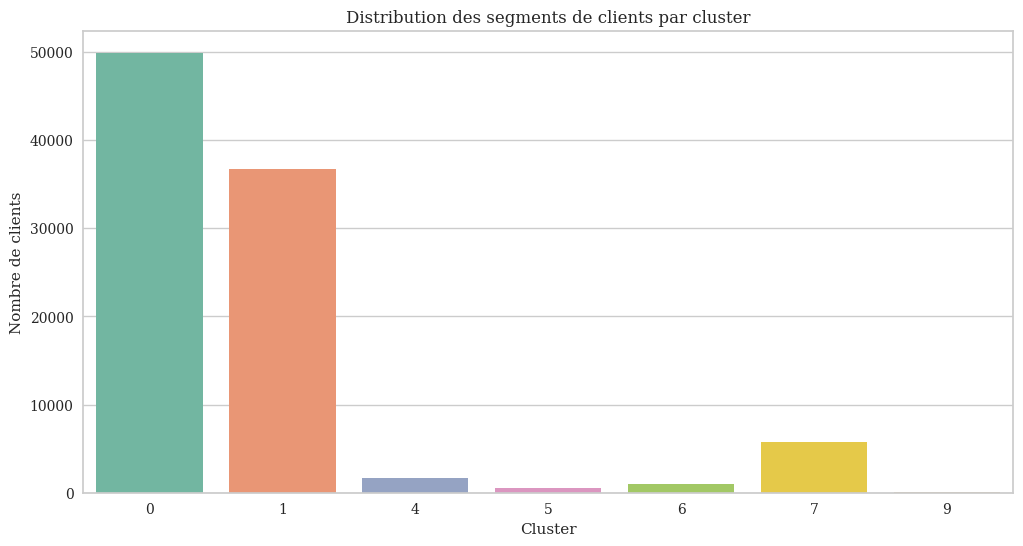 Distribution des segments de clients par cluster
Nombre de clients
50000
40000
30000
20000
10000
0
0 1 4 5 6 7 9
Cluster